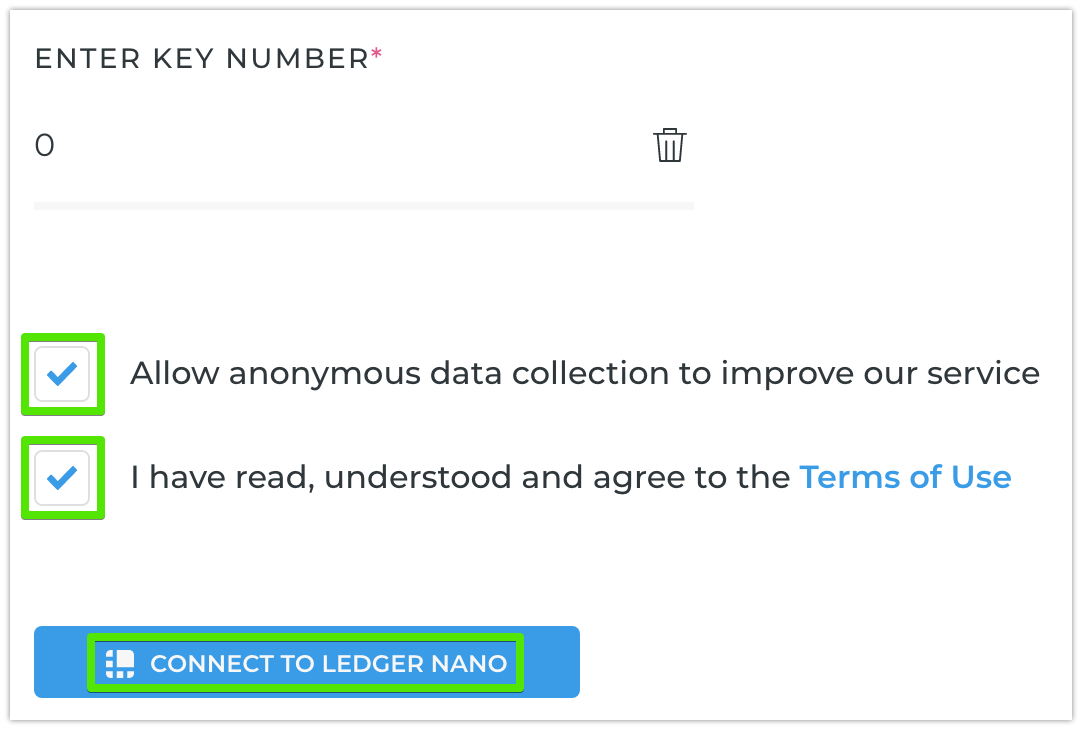 ENTER KEY NUMBER*
0
Allow anonymous data collection to improve our service
I have read, understood and agree to the Terms of Use
CONNECT TO LEDGER NANO